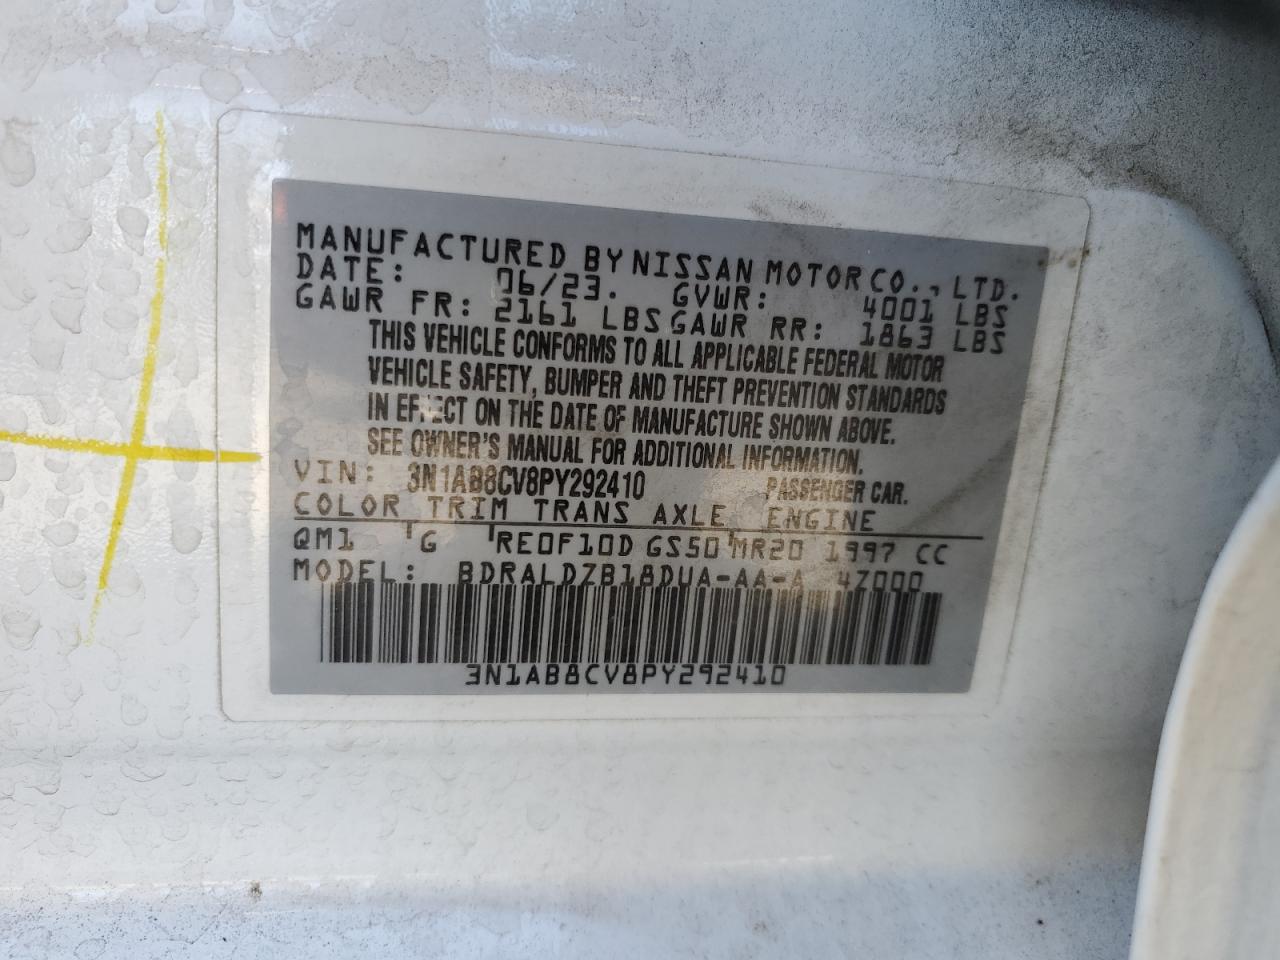 MANUFACTURED BY NISSAN MOTOR CO., LTD.
DATE: 06/23. GVWR: 4001 LBS
GAWR FR: 2161 LBS GAWR RR: 1863 LBS
THIS VEHICLE CONFORMS TO ALL APPLICABLE FEDERAL MOTOR
VEHICLE SAFETY, BUMPER AND THEFT PREVENTION STANDARDS
IN EFFECT ON THE DATE OF MANUFACTURE SHOWN ABOVE.
SEE OWNER'S MANUAL FOR ADDITIONAL INFORMATION.
VIN: 3N1AB8CV8PY292410 PASSENGER CAR.
COLOR TRIM TRANS AXLE ENGINE
QM1 G RE0F10D GS50 MR20 1997 CC
MODEL: BDRALDZB18DUA-AA-A 4Z000
3N1AB8CV8PY292410